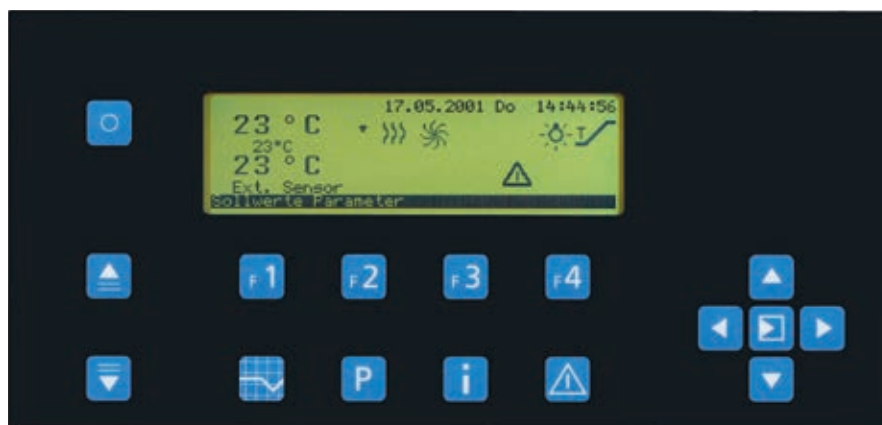 17.05.2001 Do 14:44:56
23°C
23°C
23°C
Ext. Sensor
Sollwerte Parameter
T
F1 F2 F3 F4
P i